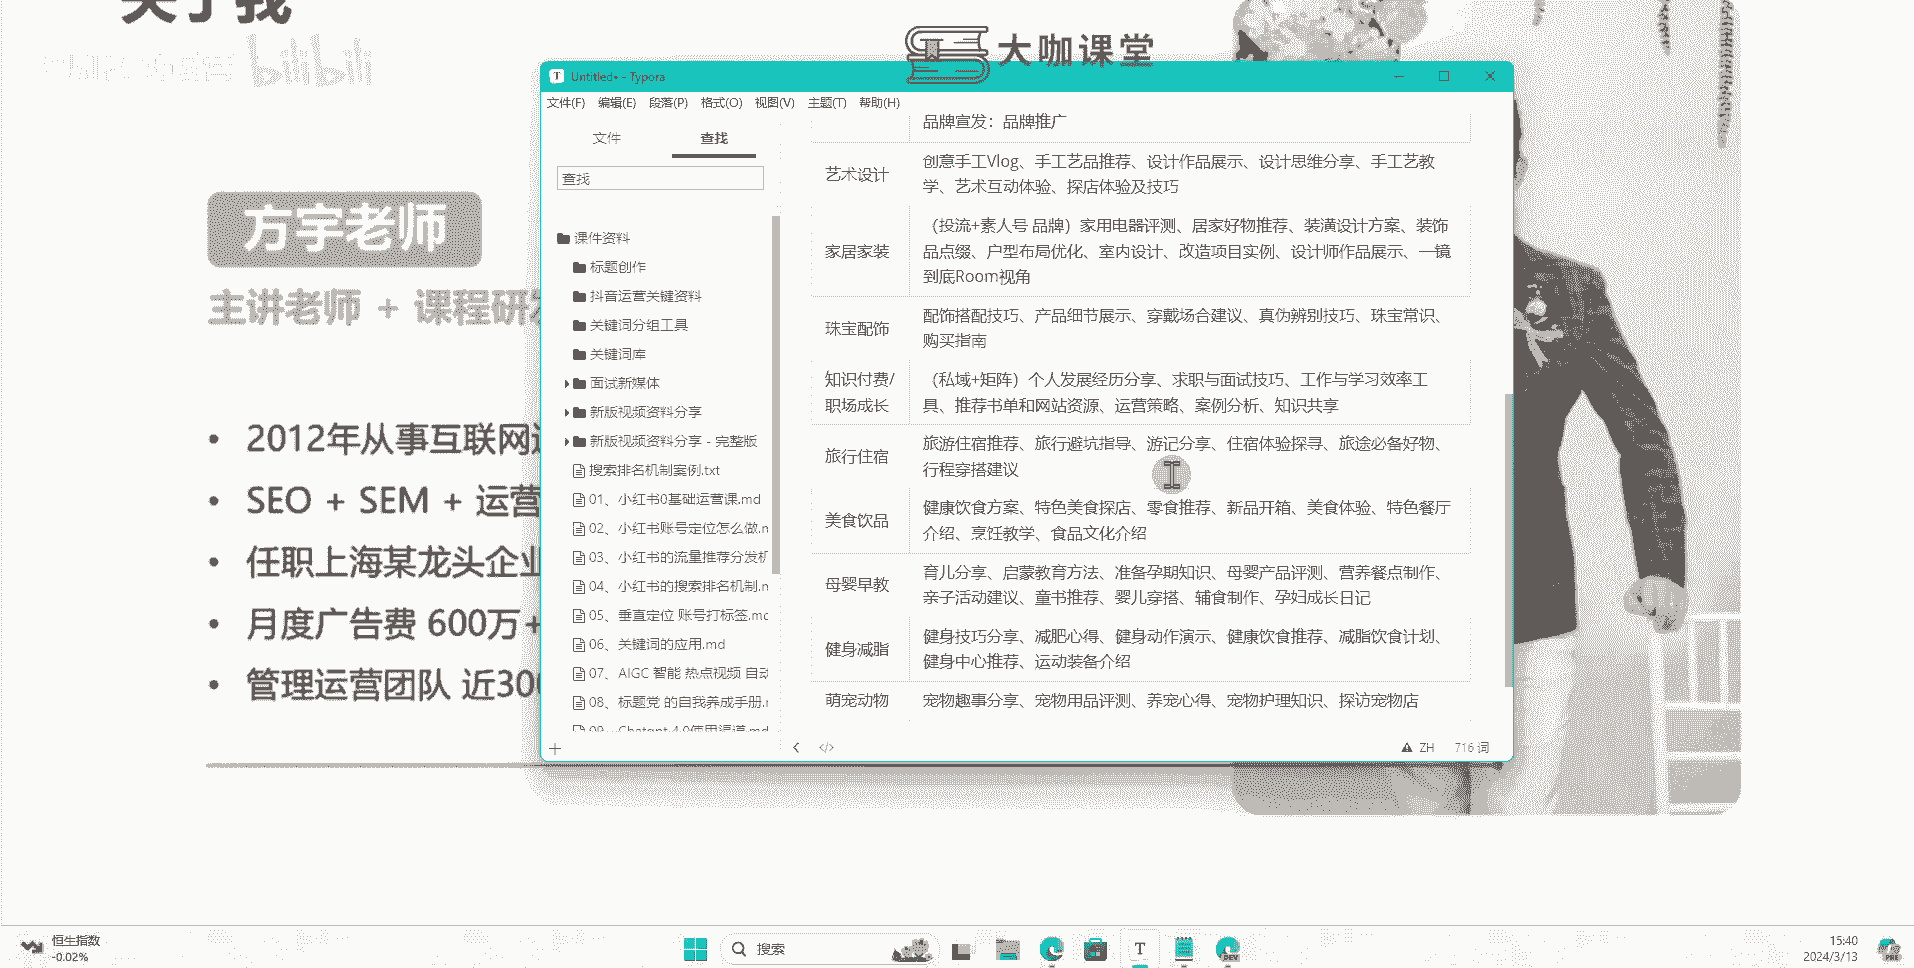 关于我
bilibili
大咖课堂
方宇老师
主讲老师 + 课程研发
2012年从事互联网
SEO + SEM + 运营
任职上海某龙头企业
月度广告费 600万+
管理运营团队 近300
Untitled• - Typora
文件(F) 编辑(E) 段落(P) 格式(O) 视图(V) 主题(T) 帮助(H)
文件 查找
查找
课件资料
标题创作
抖音运营关键资料
关键词分组工具
关键词库
面试新媒体
新版视频资料分享
新版视频资料分享 - 完整版
搜索排名机制案例.txt
01、小红书0基础运营课.md
02、小红书账号定位怎么做.m
03、小红书的流量推荐分发机
04、小红书的搜索排名机制.m
05、垂直定位 账号打标签.md
06、关键词的应用.md
07、AIGC 智能 热点视频 自动
08、标题党 的自我养成手册.m
09、Chatgpt 4.0使用渠道.md
品牌宣发：品牌推广
艺术设计
创意手工Vlog、手工艺品推荐、设计作品展示、设计思维分享、手工艺教
学、艺术互动体验、探店体验及技巧
家居家装
（投流+素人号 品牌）家用电器评测、居家好物推荐、装潢设计方案、装饰
品点缀、户型布局优化、室内设计、改造项目实例、设计师作品展示、一镜
到底Room视角
珠宝配饰
配饰搭配技巧、产品细节展示、穿戴场合建议、真伪辨别技巧、珠宝常识、
购买指南
知识付费/
职场成长
（私域+矩阵）个人发展经历分享、求职与面试技巧、工作与学习效率工
具、推荐书单和网站资源、运营策略、案例分析、知识共享
旅行住宿
旅游住宿推荐、旅行避坑指导、游记分享、住宿体验探寻、旅途必备好物、
行程穿搭建议
美食饮品
健康饮食方案、特色美食探店、零食推荐、新品开箱、美食体验、特色餐厅
介绍、烹饪教学、食品文化介绍
母婴早教
育儿分享、启蒙教育方法、准备孕期知识、母婴产品评测、营养餐点制作、
亲子活动建议、童书推荐、婴儿穿搭、辅食制作、孕妇成长日记
健身减脂
健身技巧分享、减肥心得、健身动作演示、健康饮食推荐、减脂饮食计划、
健身中心推荐、运动装备介绍
萌宠动物
宠物趣事分享、宠物用品评测、养宠心得、宠物护理知识、探访宠物店
ZH 716 词
恒生指数
-0.02%
搜索
T
DEV
15:40
2024/3/13
PRE